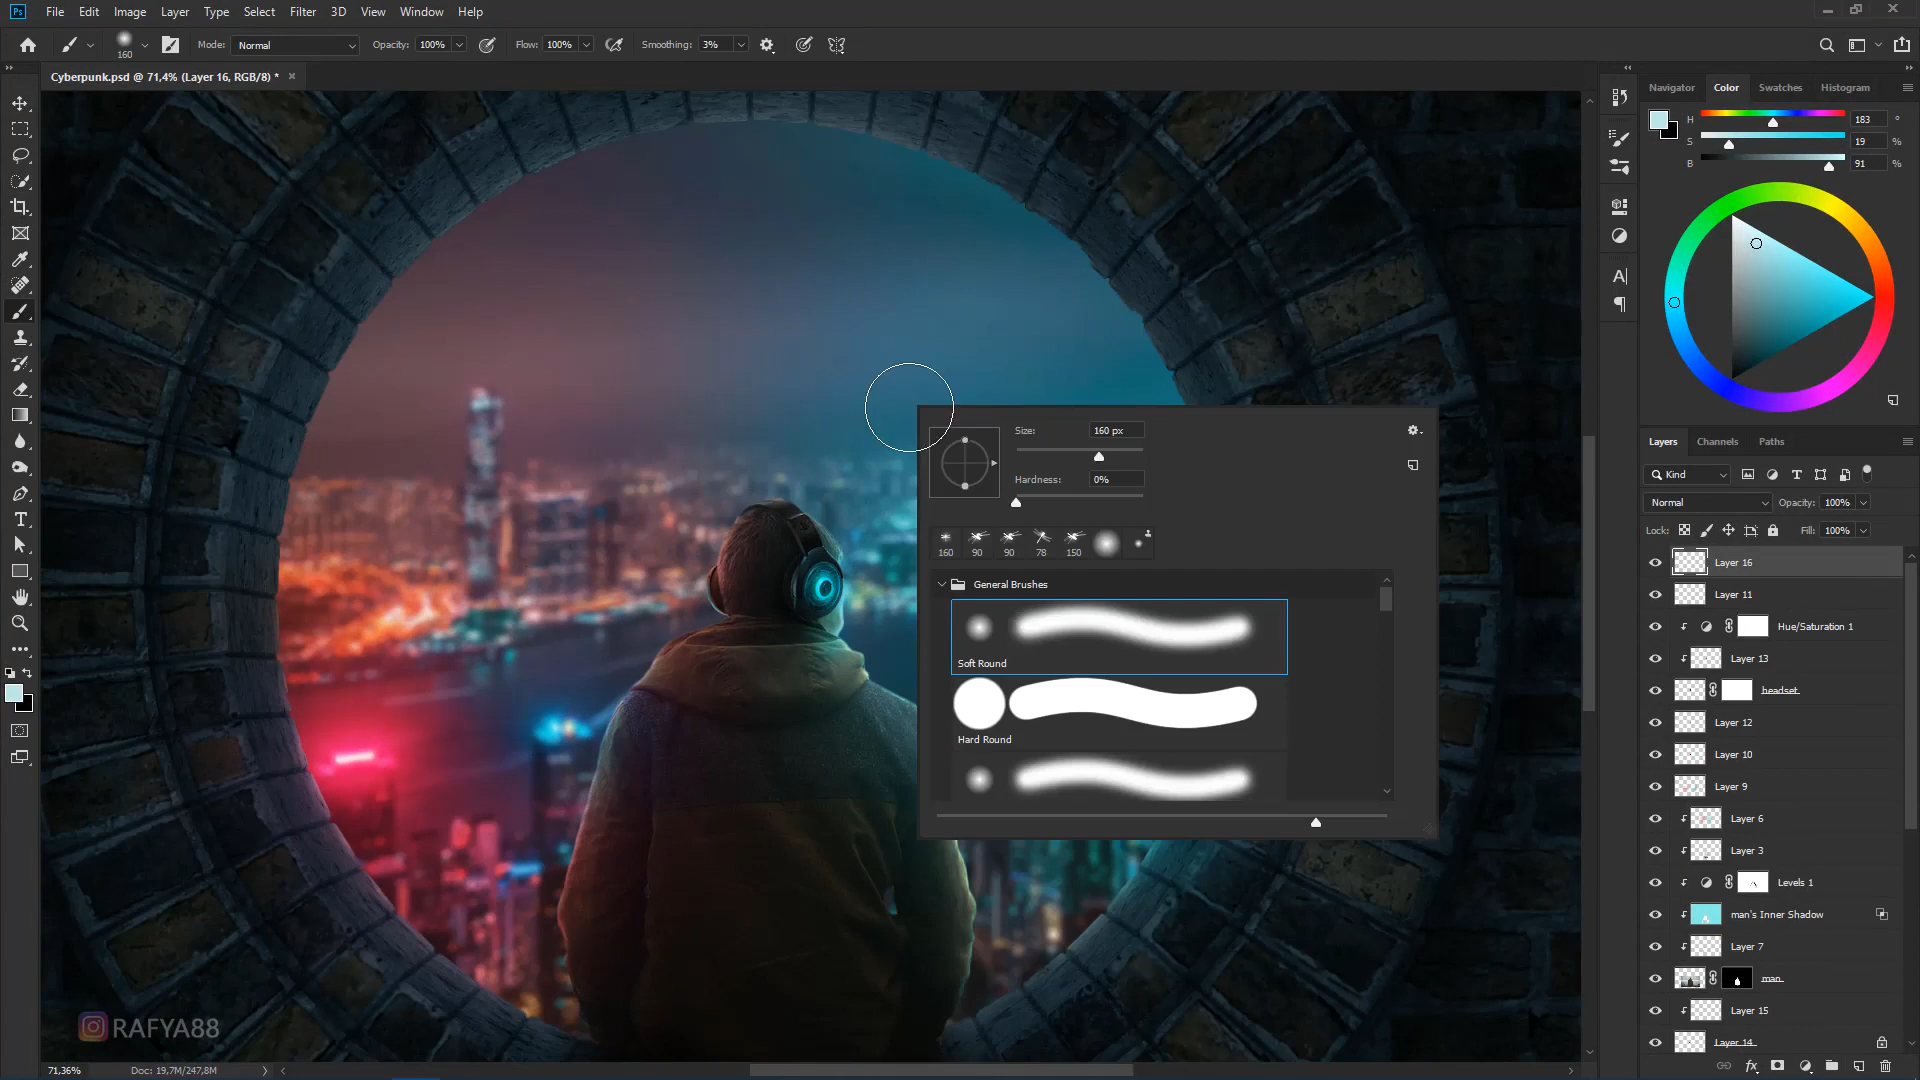 Ps File Edit Image Layer Type Select Filter 3D View Window Help
160 Mode: Normal Opacity: 100% Flow: 100% Smoothing: 3%
Cyberpunk.psd @ 71,4% (Layer 16, RGB/8) *
Navigator Color Swatches Histogram
H 183 °
S 19 %
B 91 %
Size: 160 px
Hardness: 0%
160 90 90 78 150
General Brushes
Soft Round
Hard Round
Layers Channels Paths
Kind
Normal Opacity: 100%
Lock: Fill: 100%
Layer 16
Layer 11
Hue/Saturation 1
Layer 13
headset
Layer 12
Layer 10
Layer 9
Layer 6
Layer 3
Levels 1
man's Inner Shadow
Layer 7
man
Layer 15
Layer 14
RAFYA88
71,36% Doc: 19,7M/247,8M